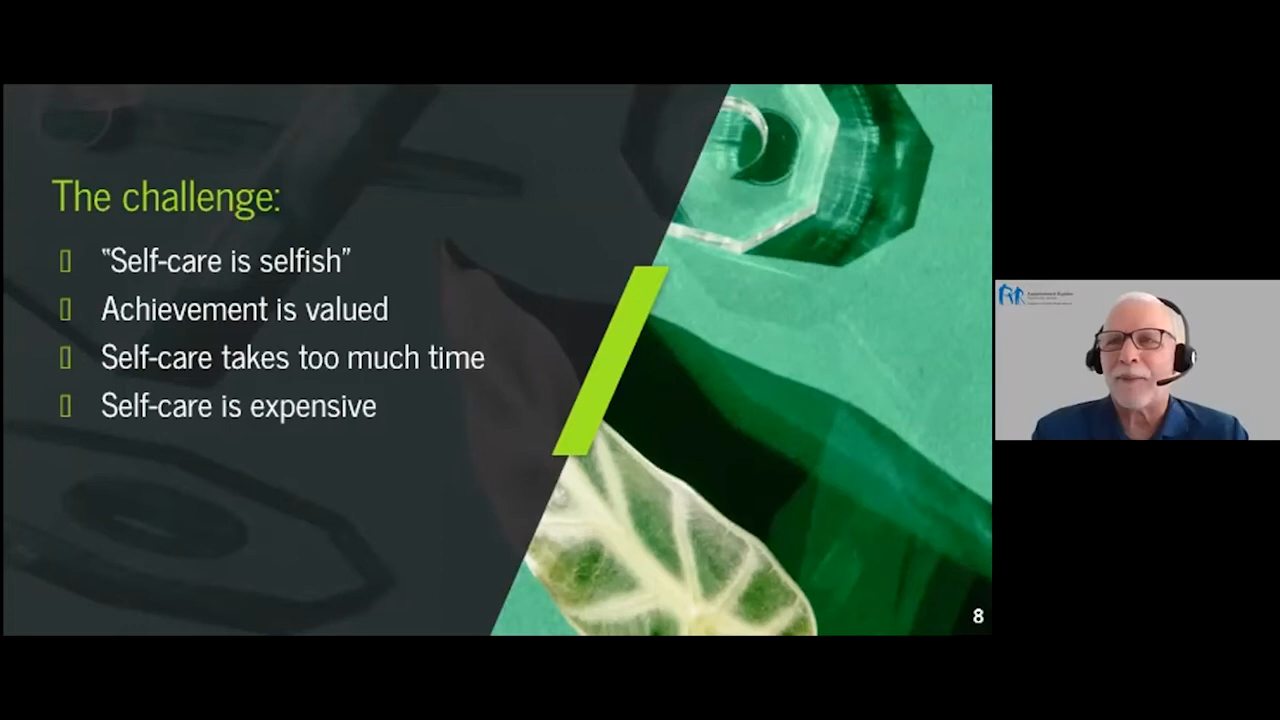 The challenge:
“Self-care is selfish”
Achievement is valued
Self-care takes too much time
Self-care is expensive
8